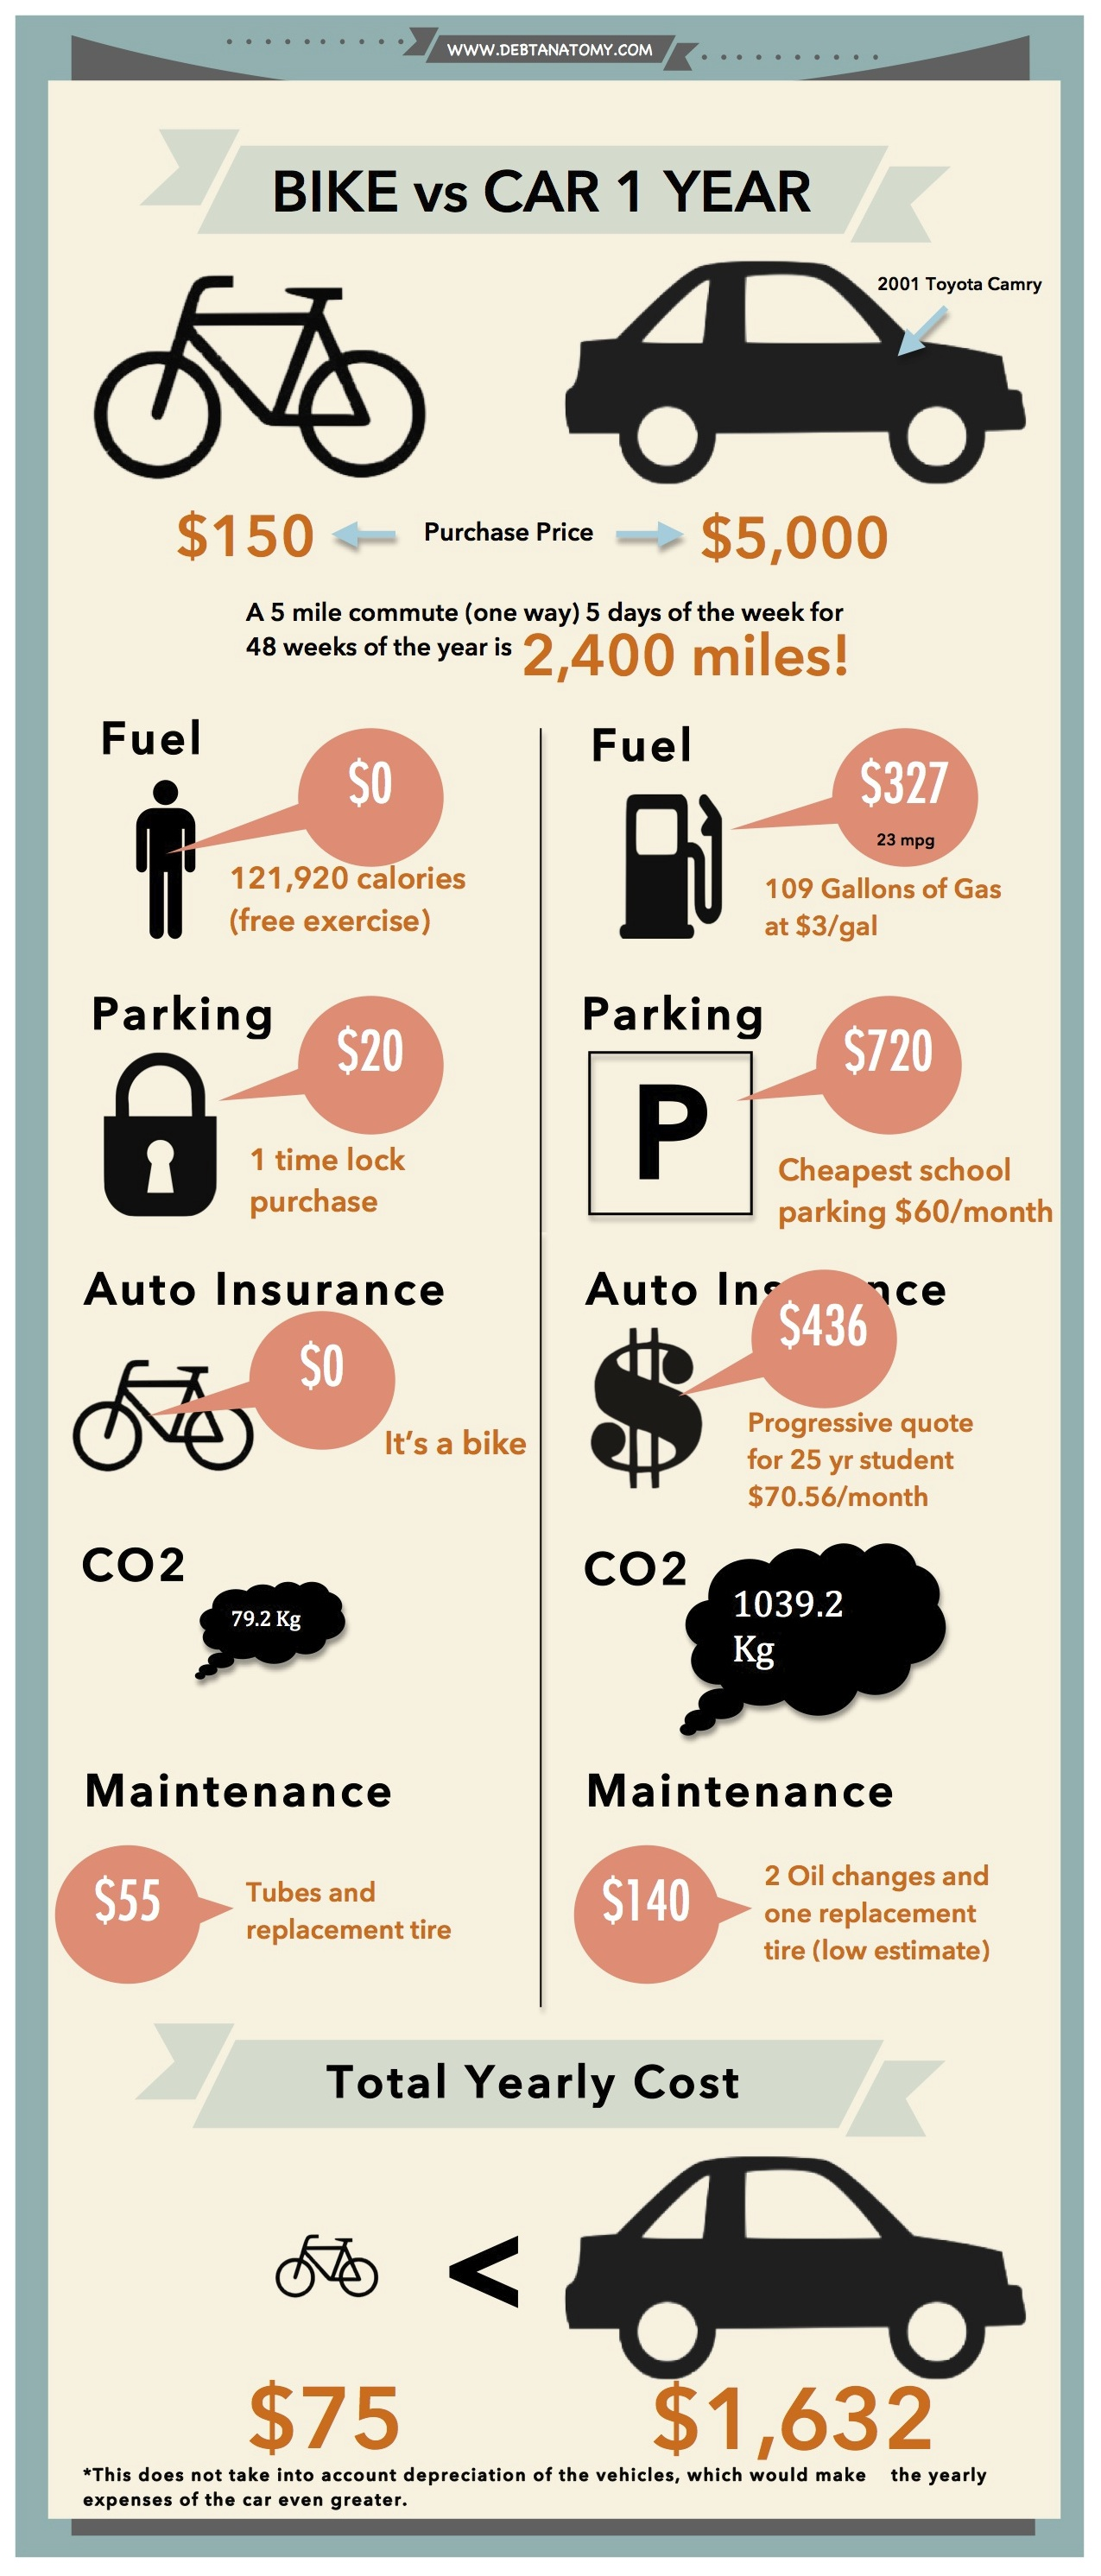 WWW.DEBTANATOMY.COM
BIKE vs CAR 1 YEAR
2001 Toyota Camry
$150
Purchase Price
$5,000
A 5 mile commute (one way) 5 days of the week for
48 weeks of the year is 2,400 miles!
Fuel
$0
121,920 calories
(free exercise)
Fuel
$327
23 mpg
109 Gallons of Gas
at $3/gal
Parking
$20
1 time lock
purchase
Parking
$720
P
Cheapest school
parking $60/month
Auto Insurance
$0
It's a bike
Auto Ins nce
$436
$
Progressive quote
for 25 yr student
$70.56/month
CO2
79.2 Kg
CO2
1039.2
Kg
Maintenance
$55
Tubes and
replacement tire
Maintenance
$140
2 Oil changes and
one replacement
tire (low estimate)
Total Yearly Cost
<
$75
$1,632
*This does not take into account depreciation of the vehicles, which would make the yearly
expenses of the car even greater.